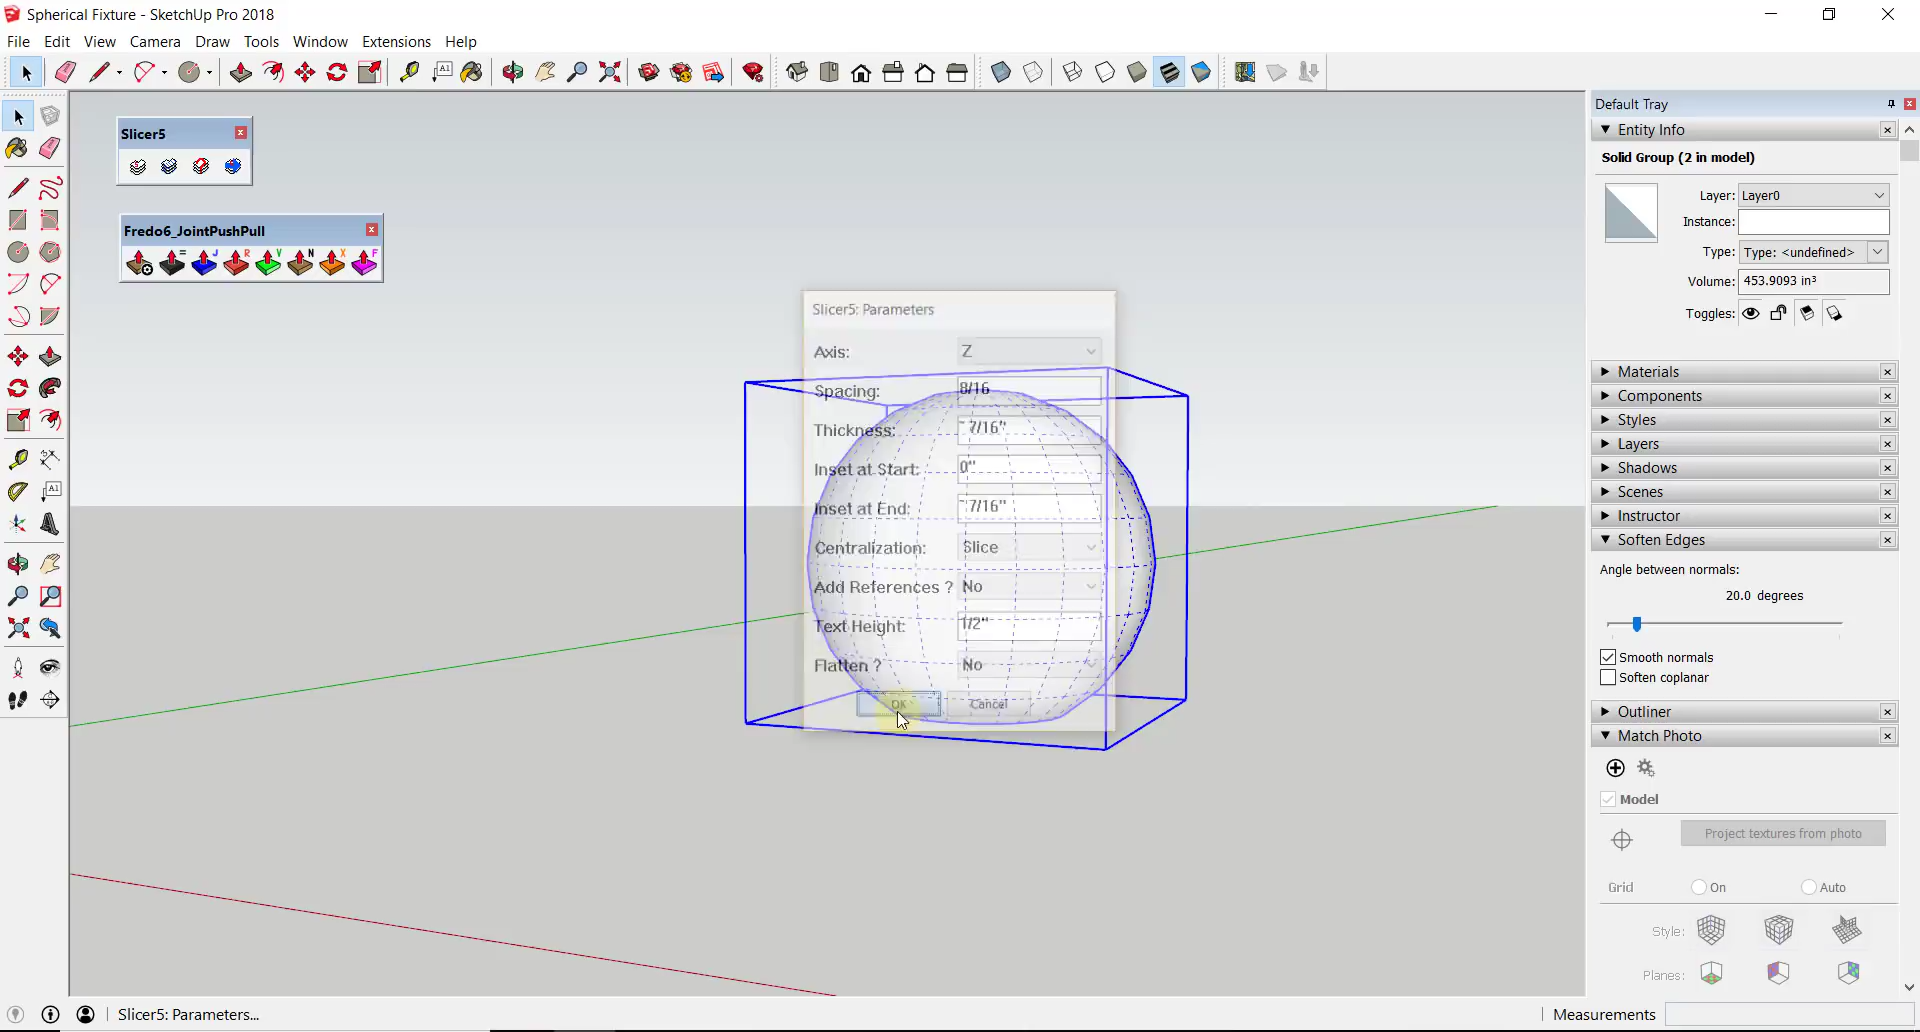 Spherical Fixture - SketchUp Pro 2018
File Edit View Camera Draw Tools Window Extensions Help
Slicer5
Fredo6_JointPushPull
Slicer5: Parameters
Axis: Z
Spacing: 8/16
Thickness: ~ 7/16"
Inset at Start: 0"
Inset at End: ~ 7/16"
Centralization: Slice
Add References ? No
Text Height: 1/2"
Flatten ? No
OK Cancel
Default Tray
Entity Info
Solid Group (2 in model)
Layer: Layer0
Instance:
Type: Type: <undefined>
Volume: 453.9093 in³
Toggles:
Materials
Components
Styles
Layers
Shadows
Scenes
Instructor
Soften Edges
Angle between normals:
20.0 degrees
Smooth normals
Soften coplanar
Outliner
Match Photo
Model
Project textures from photo
Grid On Auto
Style:
Planes:
Slicer5: Parameters...
Measurements